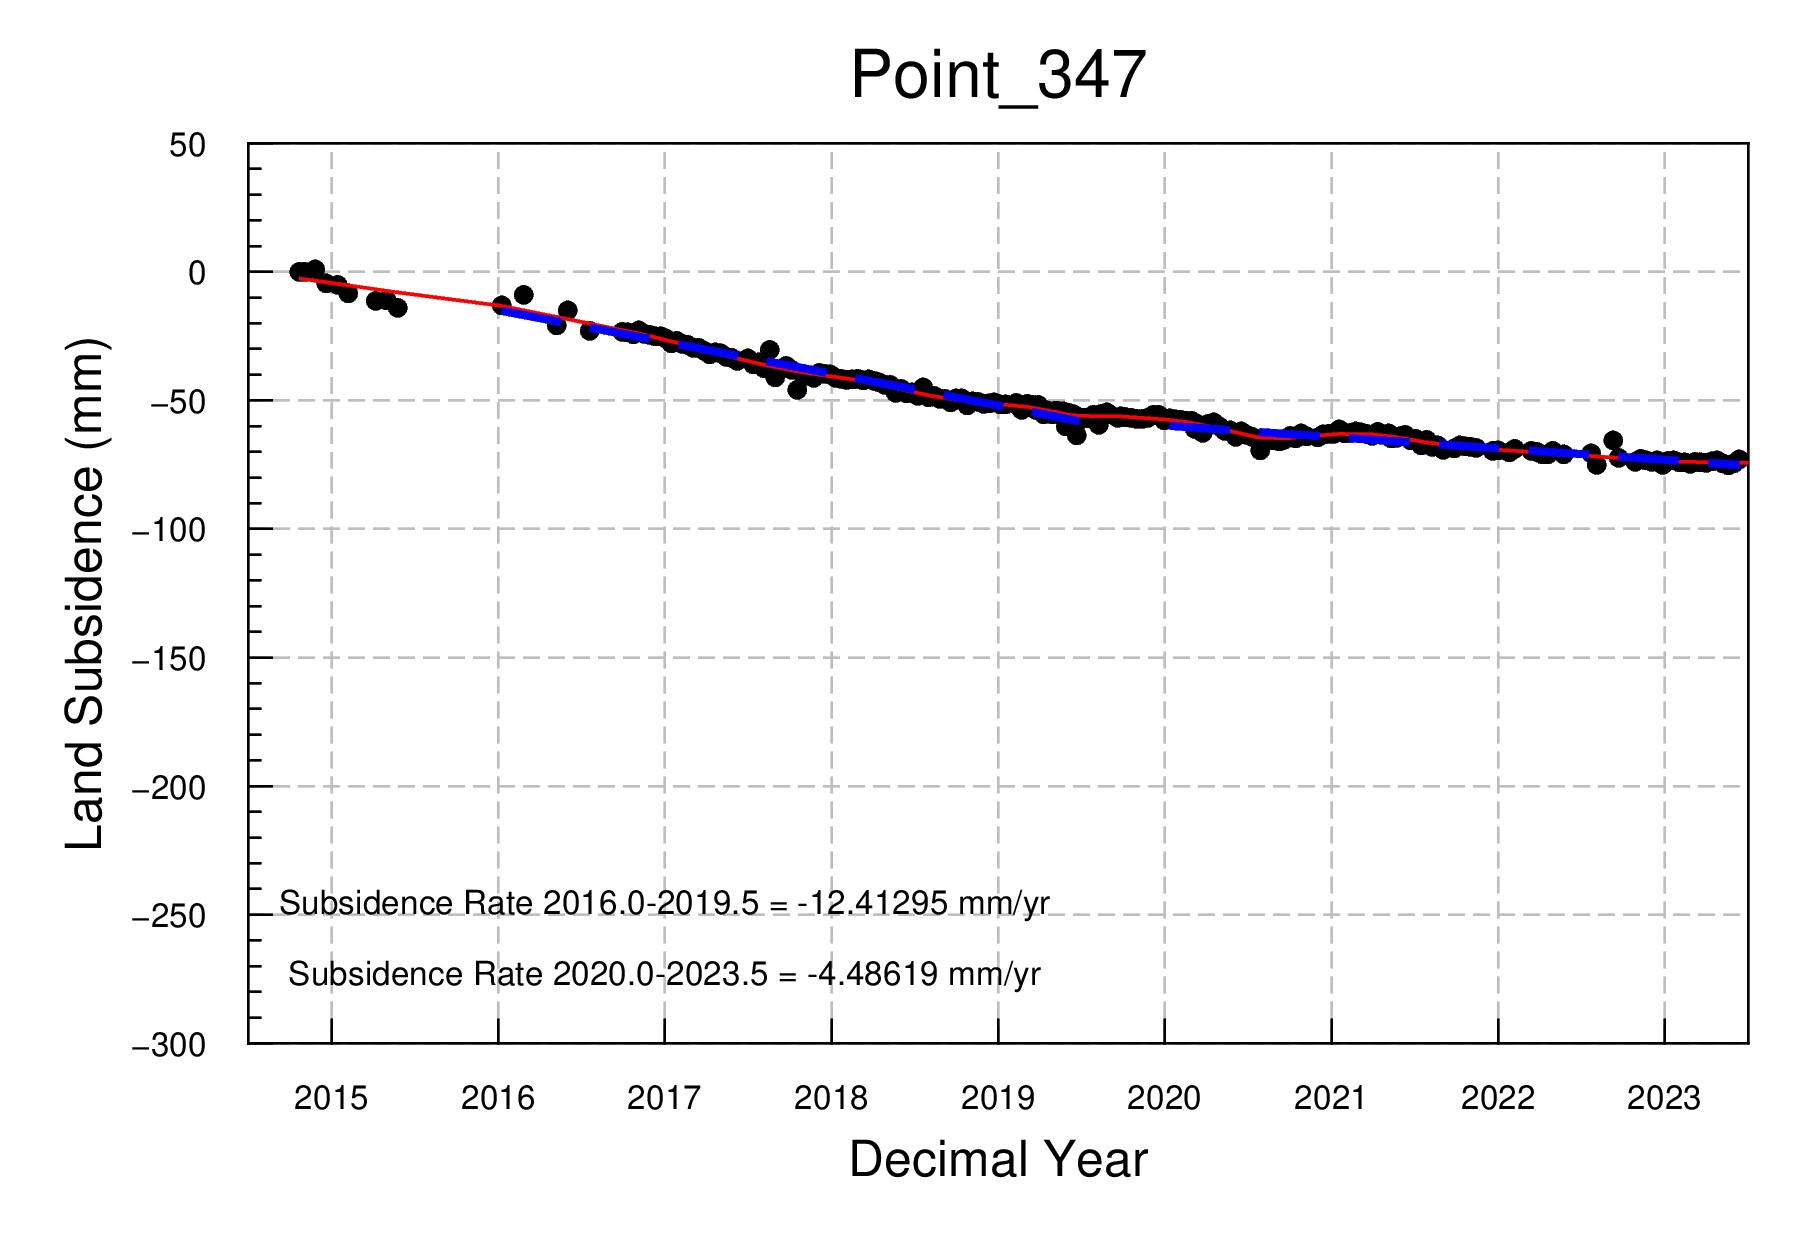 Point_347
50
0
−50
−100
−150
−200
−250
−300
Land Subsidence (mm)
Subsidence Rate 2016.0-2019.5 = -12.41295 mm/yr
Subsidence Rate 2020.0-2023.5 = -4.48619 mm/yr
2015 2016 2017 2018 2019 2020 2021 2022 2023
Decimal Year